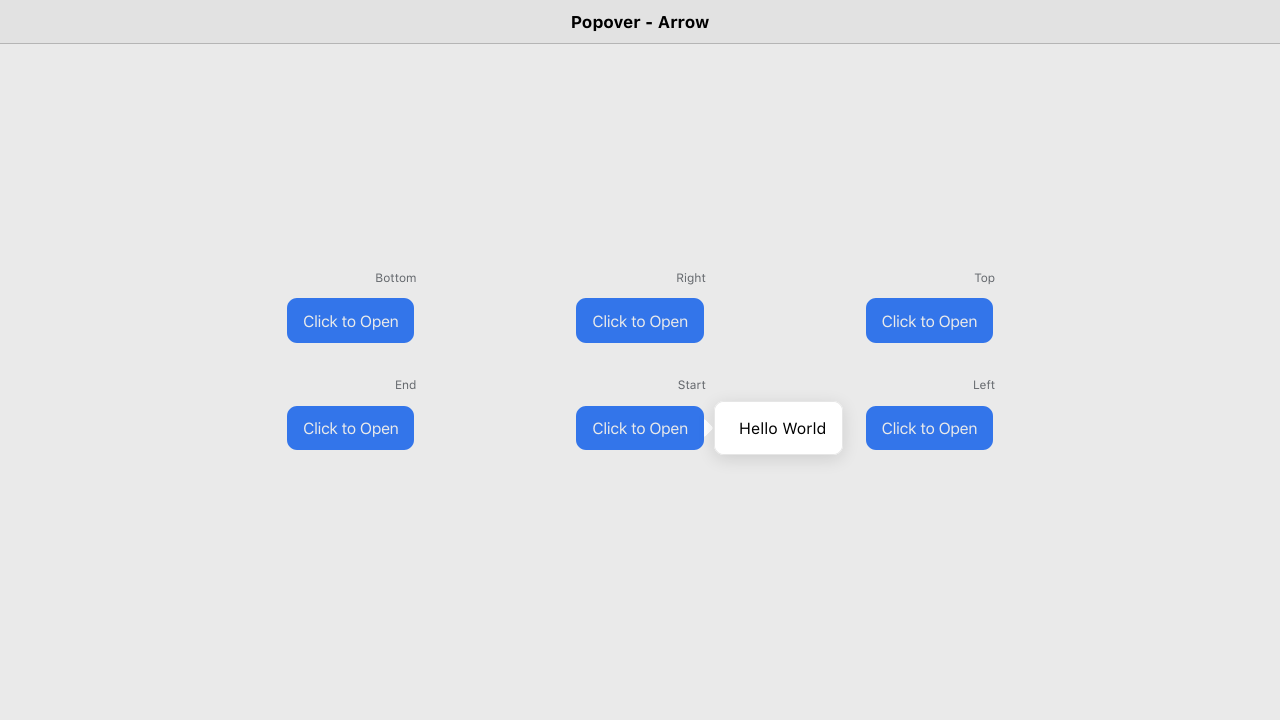 Popover - Arrow
Bottom
Click to Open
Right
Click to Open
Top
Click to Open
End
Click to Open
Start
Click to Open
Hello World
Left
Click to Open